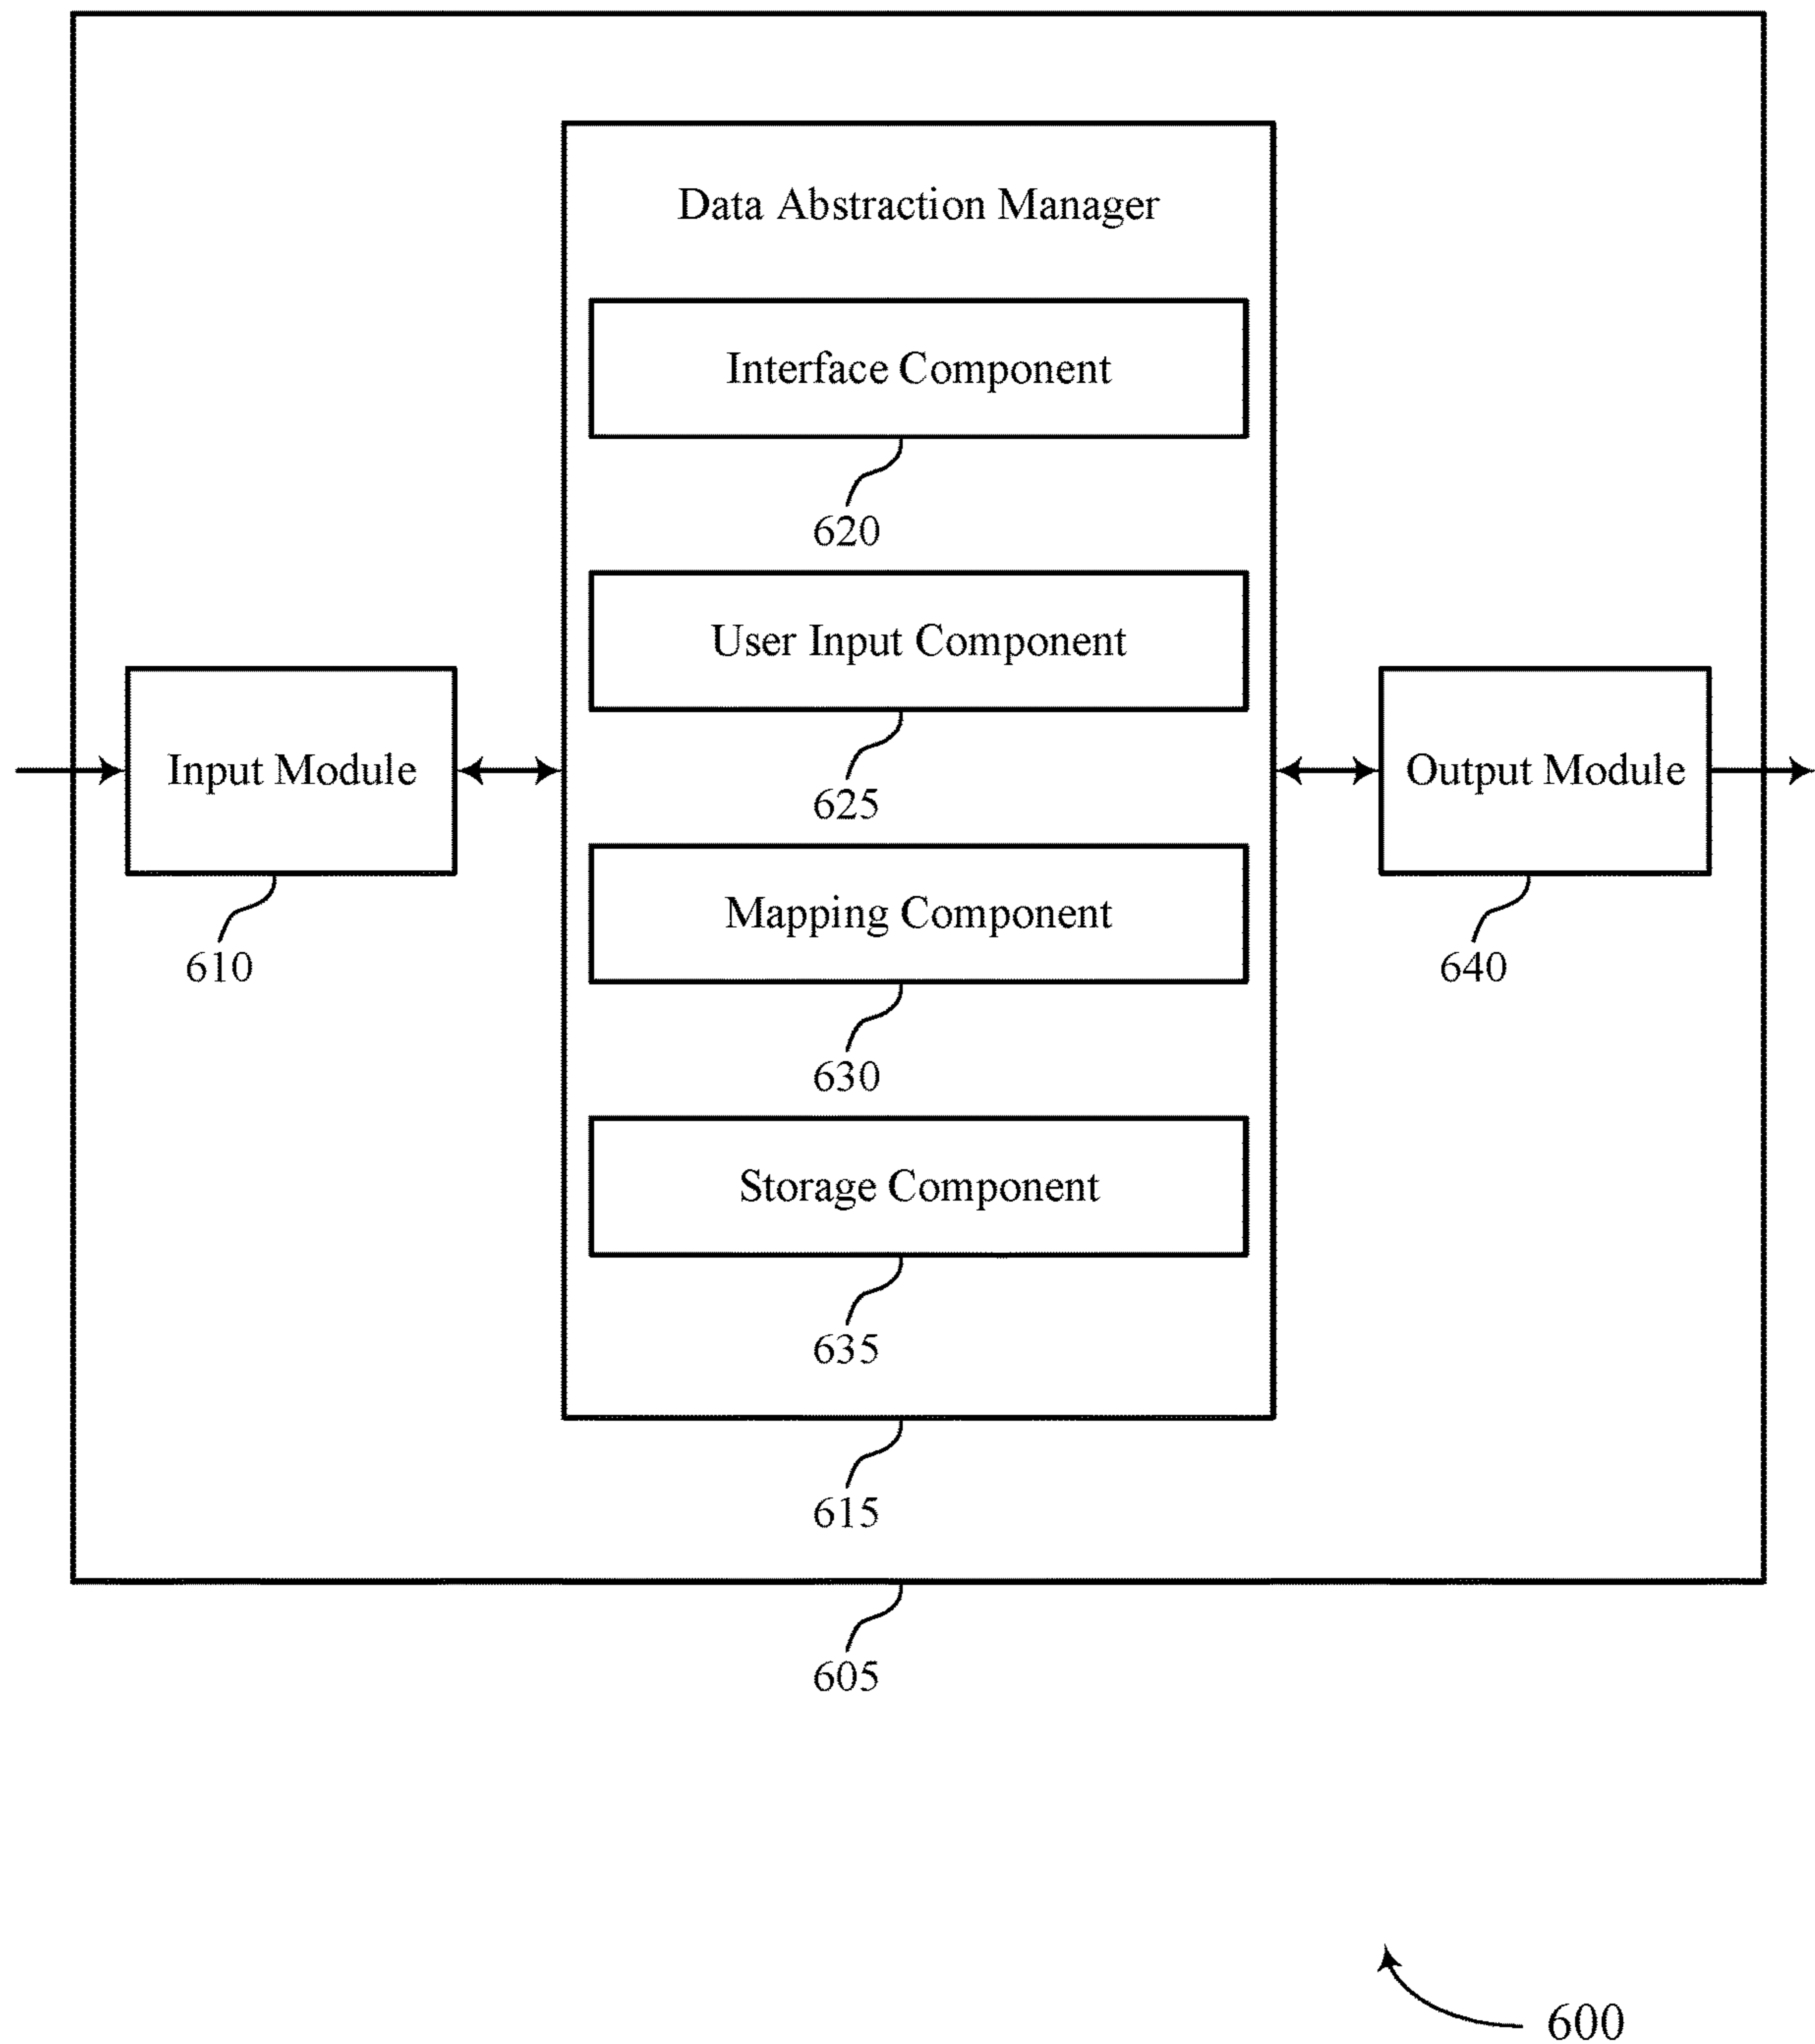 Data Abstraction Manager
Interface Component
620
User Input Component
625
Input Module
610
Output Module
640
Mapping Component
630
Storage Component
635
615
605
600